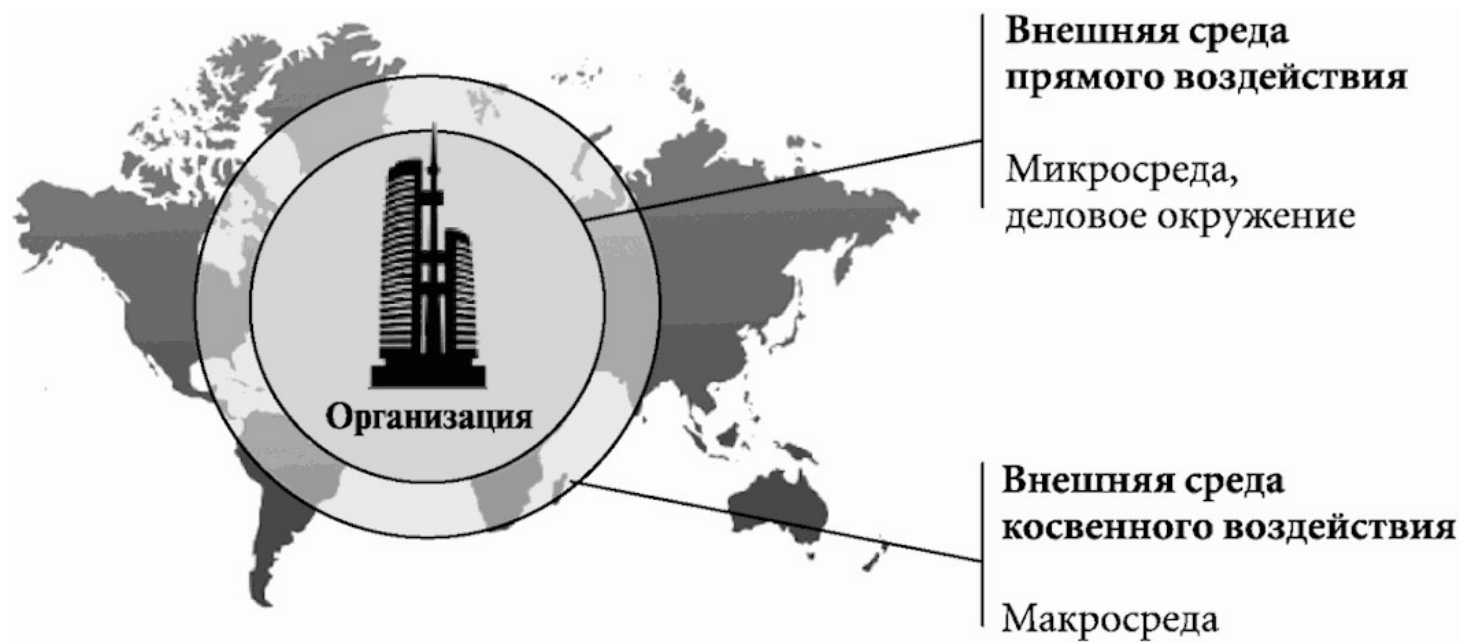 Внешняя среда
прямого воздействия
Микросреда,
деловое окружение
Организация
Внешняя среда
косвенного воздействия
Макросреда